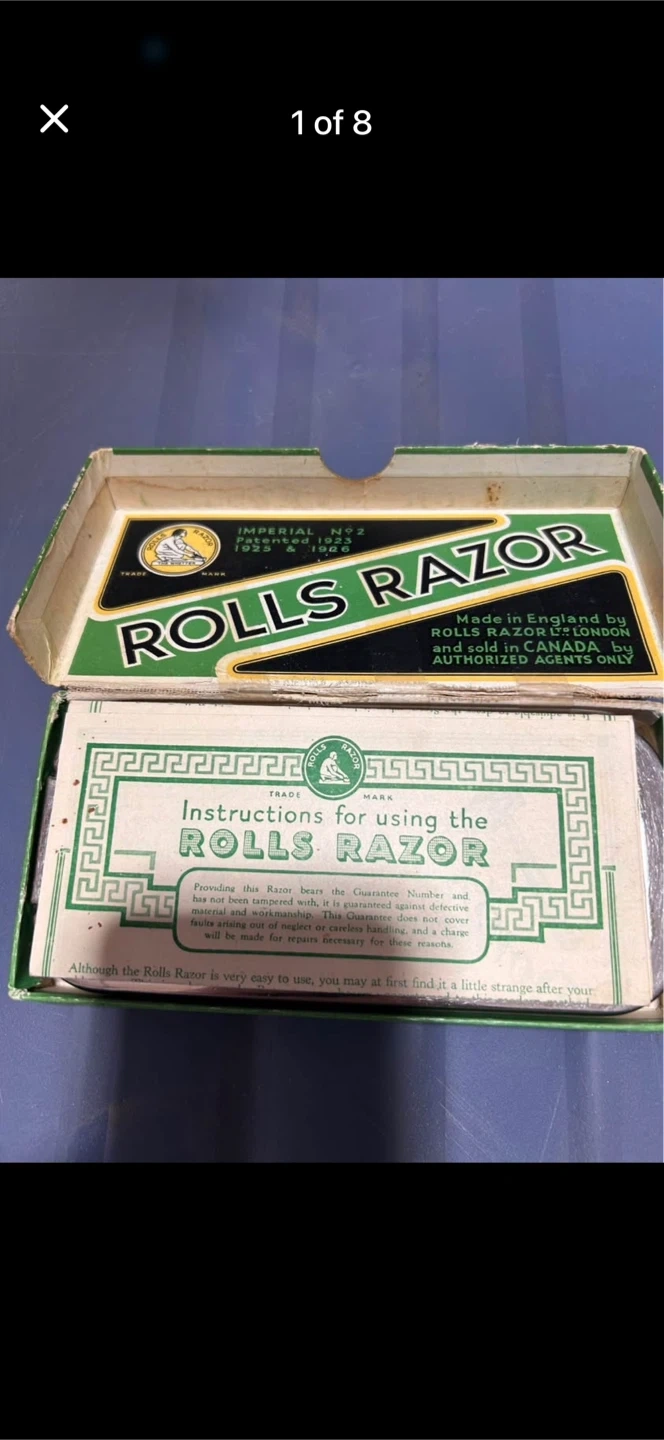 1 of 8
ROLLS RAZOR
THE WHETTER
TRADE MARK
IMPERIAL Nº2
Patented 1923
1925 & 1926
ROLLS RAZOR
Made in England by
ROLLS RAZOR LTD LONDON
and sold in CANADA by
AUTHORIZED AGENTS ONLY
ROLLS RAZOR
TRADE MARK
Instructions for using the
ROLLS RAZOR
Providing this Razor bears the Guarantee Number and
has not been tampered with, it is guaranteed against defective
material and workmanship. This Guarantee does not cover
faults arising out of neglect or careless handling, and a charge
will be made for repairs necessary for these reasons.
Although the Rolls Razor is very easy to use, you may at first find it a little strange after your